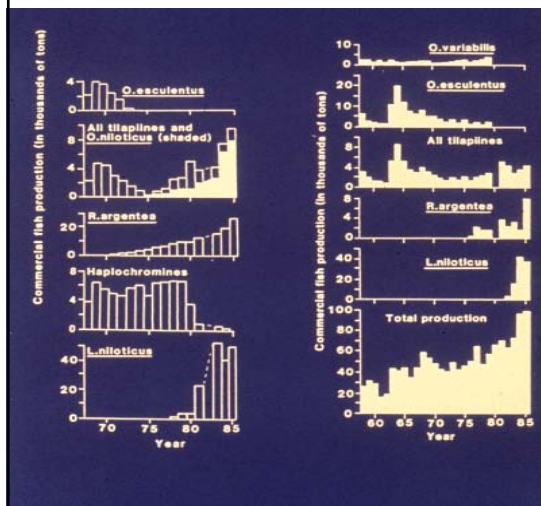 Commercial fish production (in thousands of tons)
4
2
0
O.esculentus
8
4
0
All tilapiines and
O.niloticus (shaded)
20
0
R.argentea
8
4
0
Haplochromines
40
20
0
L.niloticus
70
75
80
85
Year
Commercial fish production (in thousands of tons)
10
0
O.variabilis
20
10
0
O.esculentus
8
4
0
All tilapiines
8
4
0
R.argentea
40
20
0
L.niloticus
100
80
60
40
20
0
Total production
60
65
70
75
80
85
Year